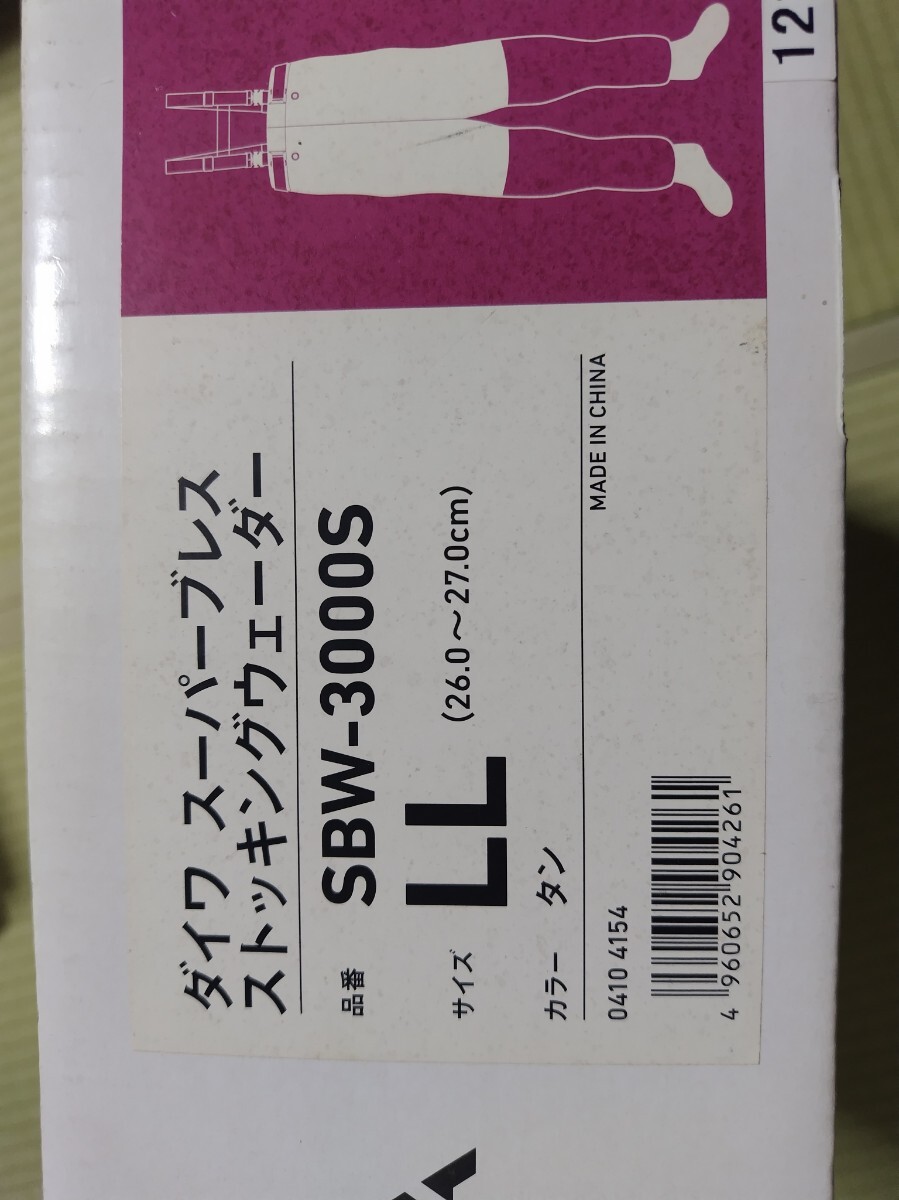 ダイワ スーパーブレス
ストッキングウェーダー
品番 SBW-3000S
サイズ LL (26.0〜27.0cm)
カラー タン
0410 4154
MADE IN CHINA
4 960652 904261